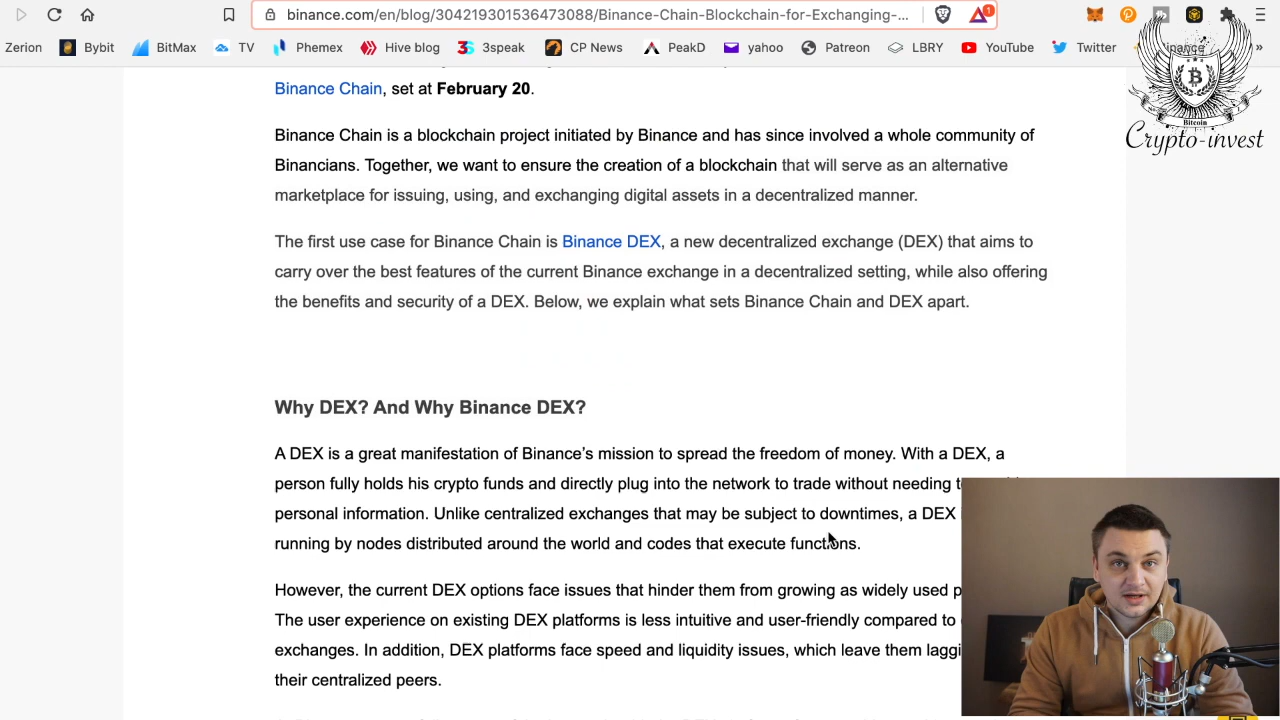 binance.com/en/blog/304219301536473088/Binance-Chain-Blockchain-for-Exchanging-...
1
Zerion Bybit BitMax TV Phemex Hive blog 3speak CP News PeakD yahoo Patreon LBRY YouTube Twitter »
B
Bitcoin
Crypto-invest
Binance Chain, set at February 20.
Binance Chain is a blockchain project initiated by Binance and has since involved a whole community of
Binancians. Together, we want to ensure the creation of a blockchain that will serve as an alternative
marketplace for issuing, using, and exchanging digital assets in a decentralized manner.
The first use case for Binance Chain is Binance DEX, a new decentralized exchange (DEX) that aims to
carry over the best features of the current Binance exchange in a decentralized setting, while also offering
the benefits and security of a DEX. Below, we explain what sets Binance Chain and DEX apart.
Why DEX? And Why Binance DEX?
A DEX is a great manifestation of Binance’s mission to spread the freedom of money. With a DEX, a
person fully holds his crypto funds and directly plug into the network to trade without needing
personal information. Unlike centralized exchanges that may be subject to downtimes, a DEX
running by nodes distributed around the world and codes that execute functions.
However, the current DEX options face issues that hinder them from growing as widely used
The user experience on existing DEX platforms is less intuitive and user-friendly compared to
exchanges. In addition, DEX platforms face speed and liquidity issues, which leave them
their centralized peers.